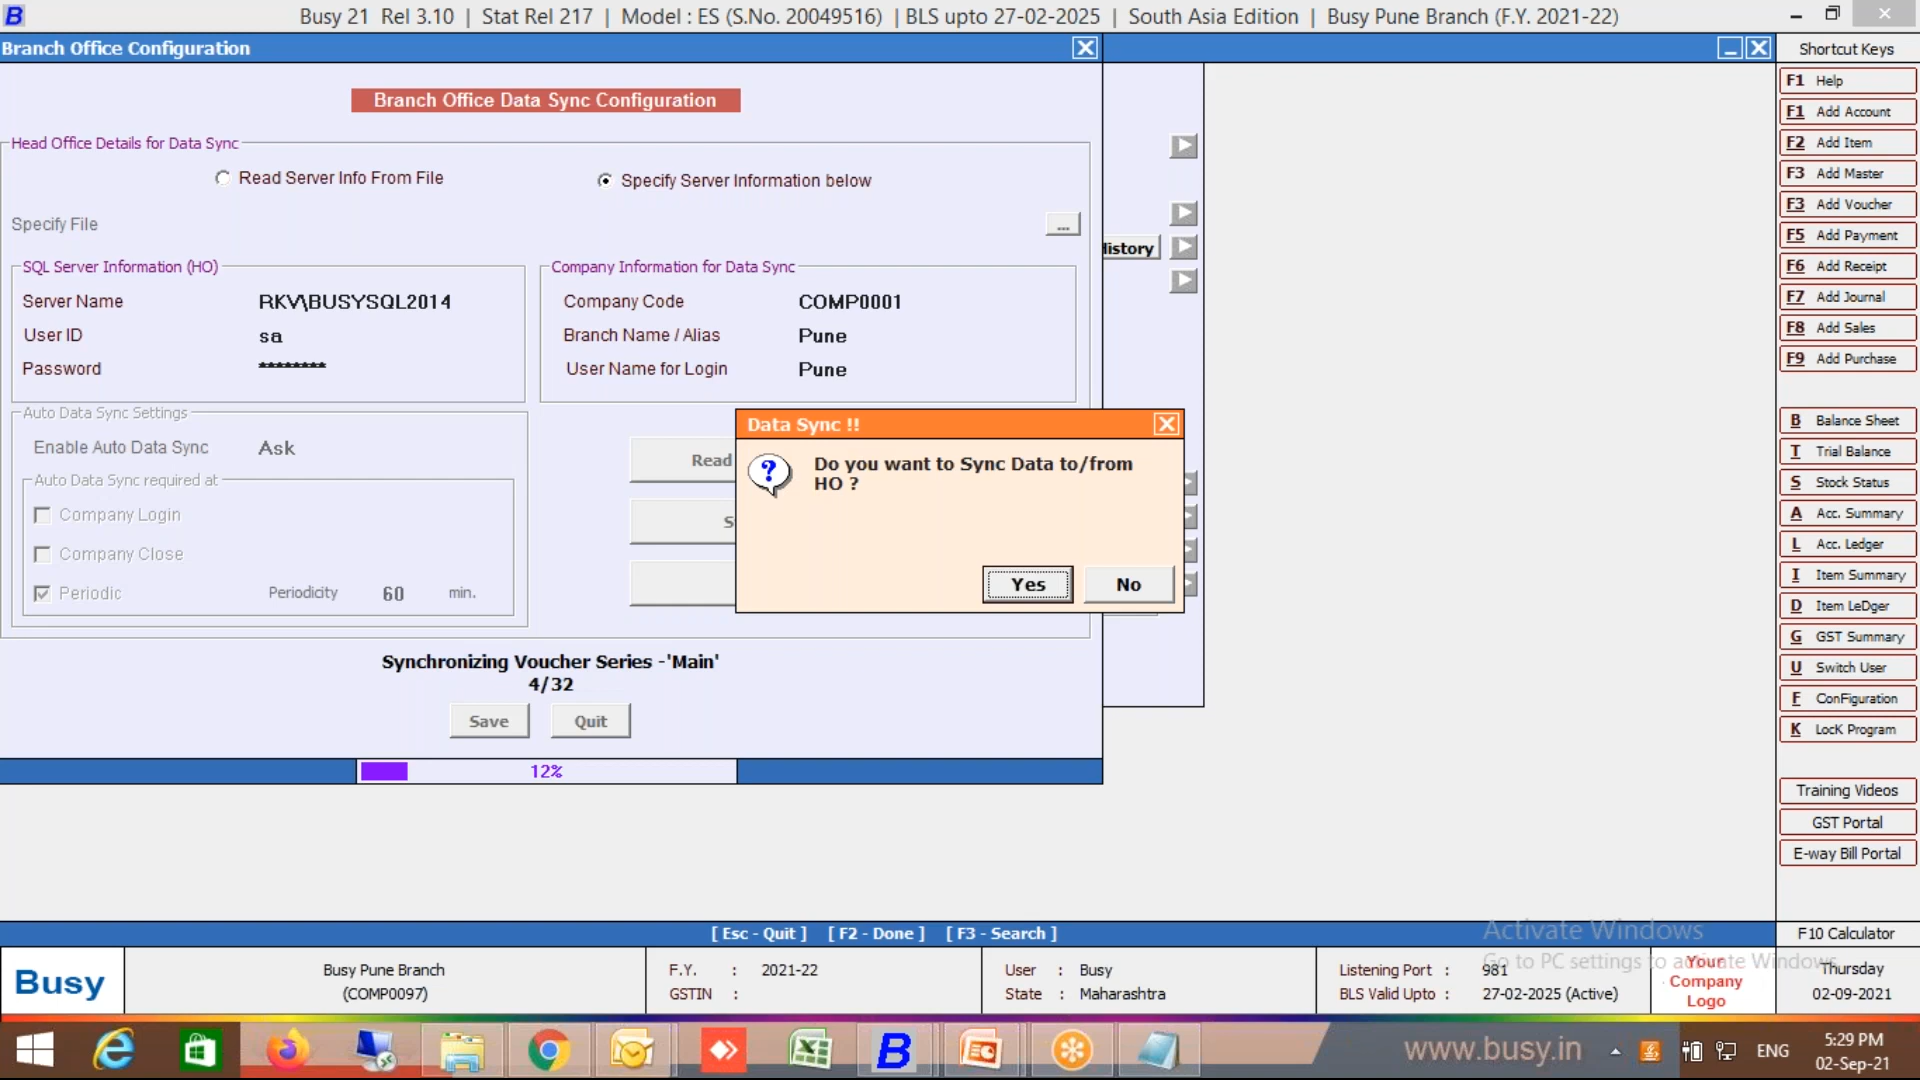 Busy 21 Rel 3.10 | Stat Rel 217 | Model : ES (S.No. 20049516) | BLS upto 27-02-2025 | South Asia Edition | Busy Pune Branch (F.Y. 2021-22)
Branch Office Configuration
Branch Office Data Sync Configuration
Head Office Details for Data Sync
Read Server Info From File
Specify Server Information below
Specify File
...
SQL Server Information (HO)
Server Name RKV\BUSYSQL2014
User ID sa
Password ********
Company Information for Data Sync
Company Code COMP0001
Branch Name / Alias Pune
User Name for Login Pune
Auto Data Sync Settings
Enable Auto Data Sync Ask
Auto Data Sync required at
Company Login
Company Close
Periodic Periodicity 60 min.
Read
S
Data Sync !!
Do you want to Sync Data to/from
HO ?
Yes No
Synchronizing Voucher Series -'Main'
4/32
Save Quit
12%
History
Shortcut Keys
F1 Help
F1 Add Account
F2 Add Item
F3 Add Master
F3 Add Voucher
F5 Add Payment
F6 Add Receipt
F7 Add Journal
F8 Add Sales
F9 Add Purchase
B Balance Sheet
T Trial Balance
S Stock Status
A Acc. Summary
L Acc. Ledger
I Item Summary
D Item LeDger
G GST Summary
U Switch User
F ConFiguration
K LocK Program
Training Videos
GST Portal
E-way Bill Portal
[ Esc - Quit ] [ F2 - Done ] [ F3 - Search ]
Activate Windows
Go to PC settings to activate Windows.
F10 Calculator
Busy
Busy Pune Branch
(COMP0097)
F.Y. : 2021-22
GSTIN :
User : Busy
State : Maharashtra
Listening Port : 981
BLS Valid Upto : 27-02-2025 (Active)
Your
Company
Logo
Thursday
02-09-2021
www.busy.in
ENG
5:29 PM
02-Sep-21